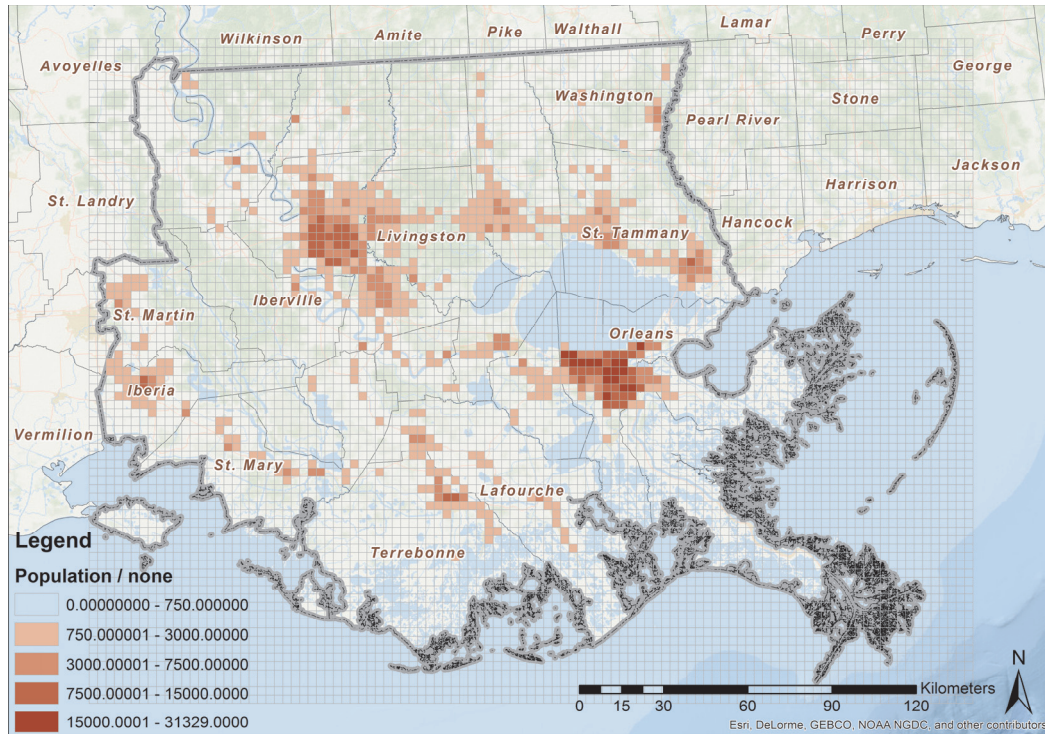 Wilkinson
Amite
Pike
Walthall
Lamar
Perry
Avoyelles
George
Washington
Stone
Pearl River
Jackson
Harrison
St. Landry
Hancock
Livingston
St. Tammany
Iberville
St. Martin
Orleans
Iberia
Vermilion
St. Mary
Lafourche
Terrebonne
Legend
Population / none
0.00000000 - 750.000000
750.000001 - 3000.00000
3000.00001 - 7500.00000
7500.00001 - 15000.0000
15000.0001 - 31329.0000
N
Kilometers
0 15 30 60 90 120
Esri, DeLorme, GEBCO, NOAA NGDC, and other contributors